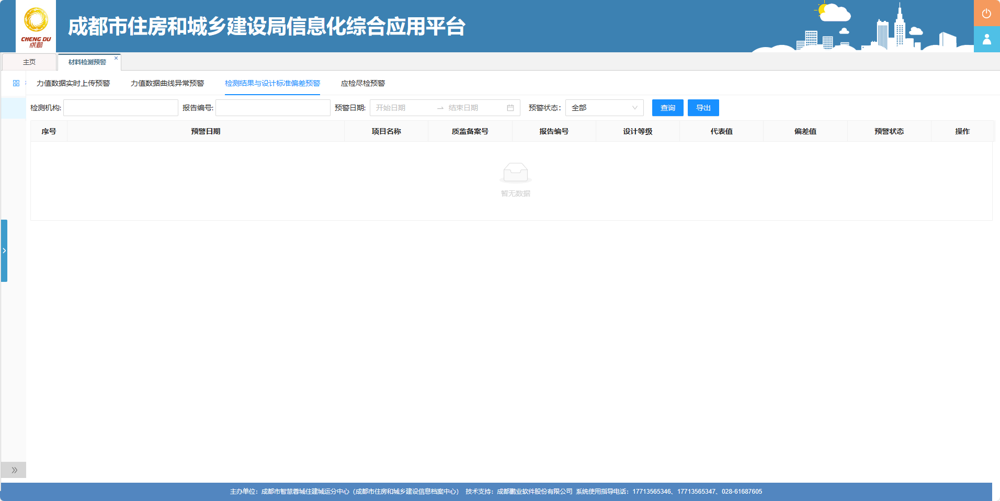 CHENG DU
成都
成都市住房和城乡建设局信息化综合应用平台
主页
材料检测预警
力值数据实时上传预警 力值数据曲线异常预警 检测结果与设计标准偏差预警 应检尽检预警
检测机构: 报告编号: 预警日期: 开始日期 结束日期 预警状态: 全部 查询 导出
序号 预警日期 项目名称 质监备案号 报告编号 设计等级 代表值 偏差值 预警状态 操作
暂无数据
主办单位：成都市智慧蓉城住建城运分中心（成都市住房和城乡建设信息档案中心） 技术支持：成都鹏业软件股份有限公司 系统使用指导电话：17713565346、17713565347、028-61687605